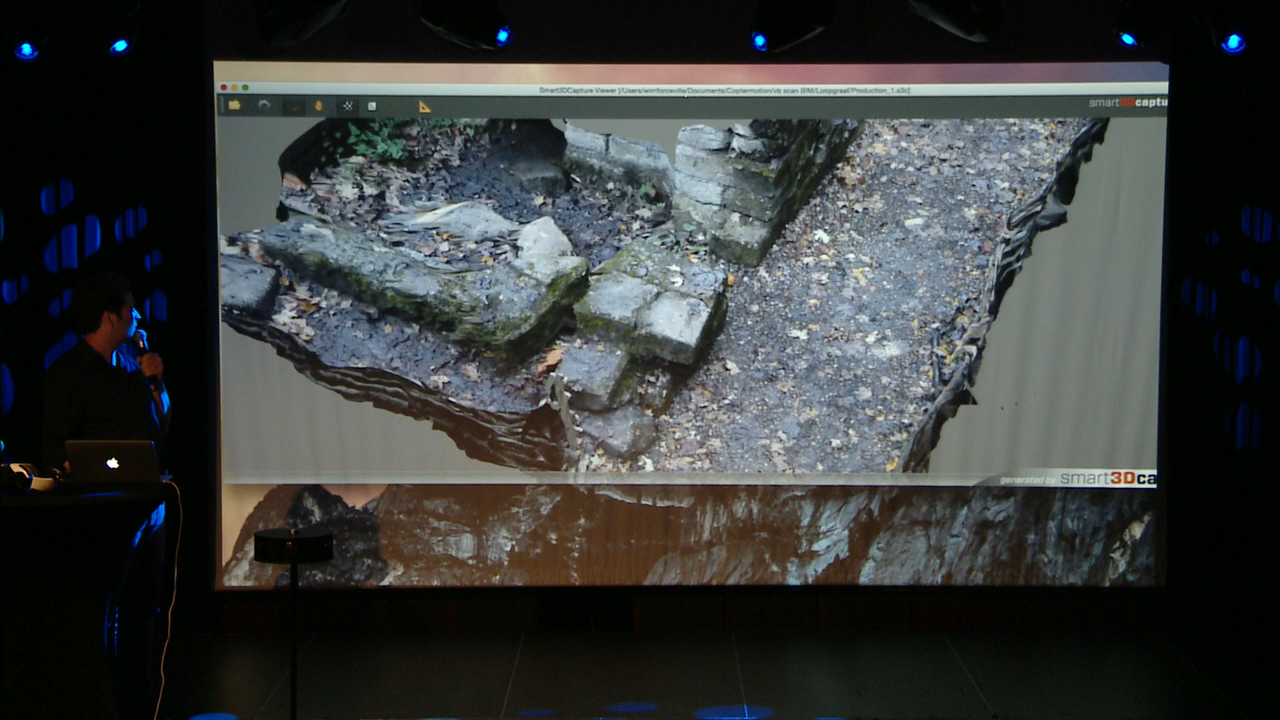 Smart3DCapture Viewer [/Users/wimforceville/Documents/Coptermotion/vb scan BIM/Loopgraaf/Production_1.s3c]
smart3Dcaptu
generated by smart3Dca